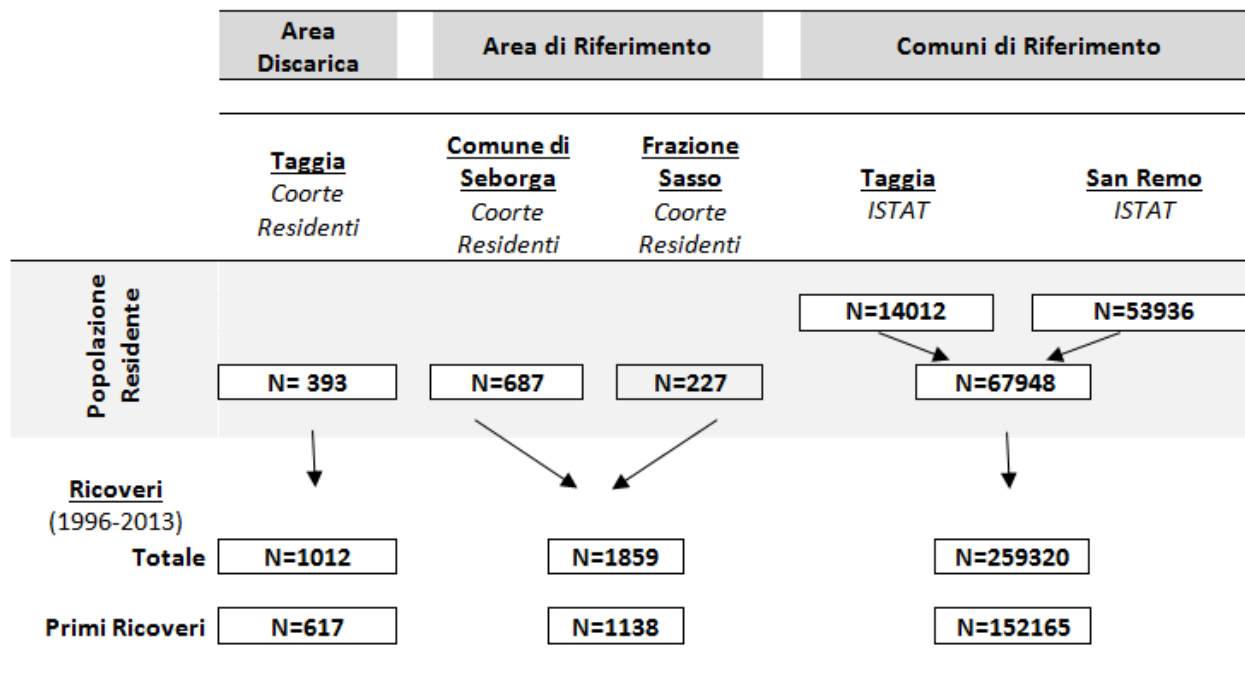 Area
Discarica
Area di Riferimento
Comuni di Riferimento
Taggia
Coorte
Residenti
Comune di
Seborga
Coorte
Residenti
Frazione
Sasso
Coorte
Residenti
Taggia
ISTAT
San Remo
ISTAT
Popolazione
Residente
N=14012
N=53936
N= 393
N=687
N=227
N=67948
Ricoveri
(1996-2013)
Totale
N=1012
N=1859
N=259320
Primi Ricoveri
N=617
N=1138
N=152165